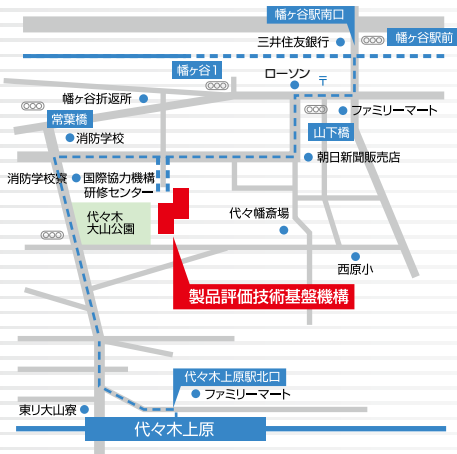 幡ヶ谷駅南口
三井住友銀行
幡ヶ谷駅前
幡ヶ谷1
ローソン
〒
幡ヶ谷折返所
常葉橋
ファミリーマート
消防学校
山下橋
朝日新聞販売店
消防学校寮
国際協力機構
研修センター
代々木
大山公園
代々幡斎場
西原小
製品評価技術基盤機構
代々木上原駅北口
ファミリーマート
東リ大山寮
代々木上原